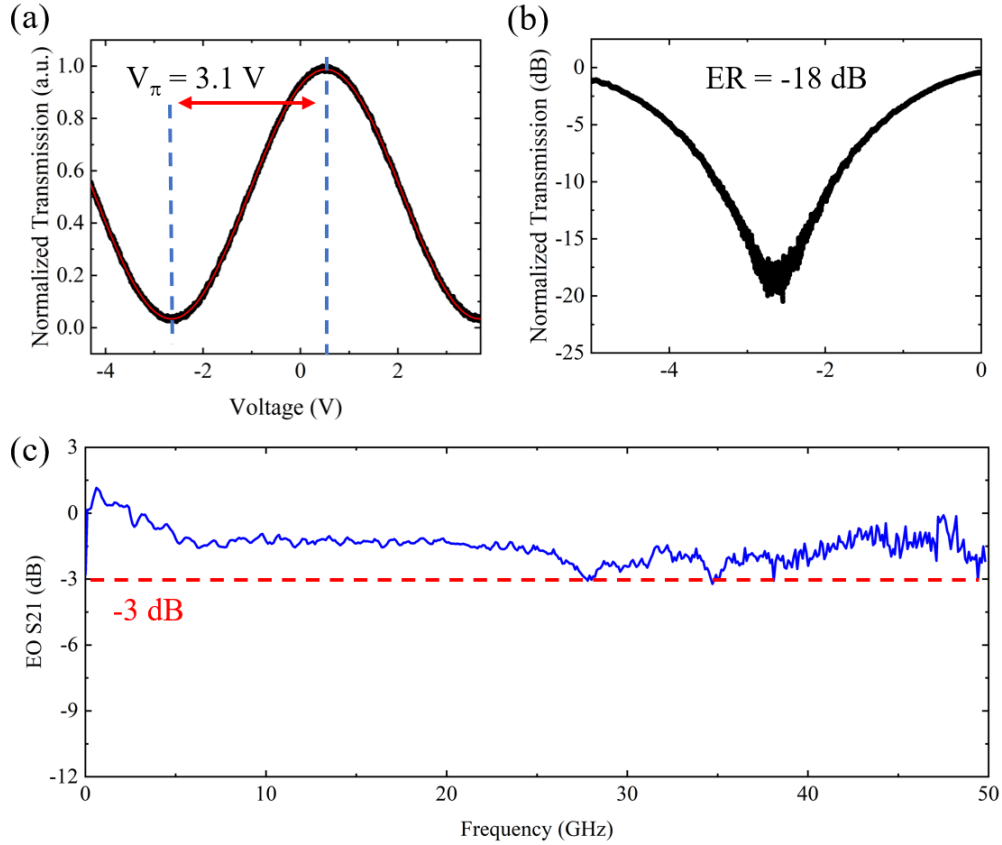 (a)
Vπ = 3.1 V
Normalized Transmission (a.u.)
1.0
0.8
0.6
0.4
0.2
0.0
-4
-2
0
2
Voltage (V)
(b)
ER = -18 dB
Normalized Transmission (dB)
0
-5
-10
-15
-20
-25
-4
-2
0
(c)
EO S21 (dB)
3
0
-3
-6
-9
-12
-3 dB
0
10
20
30
40
50
Frequency (GHz)